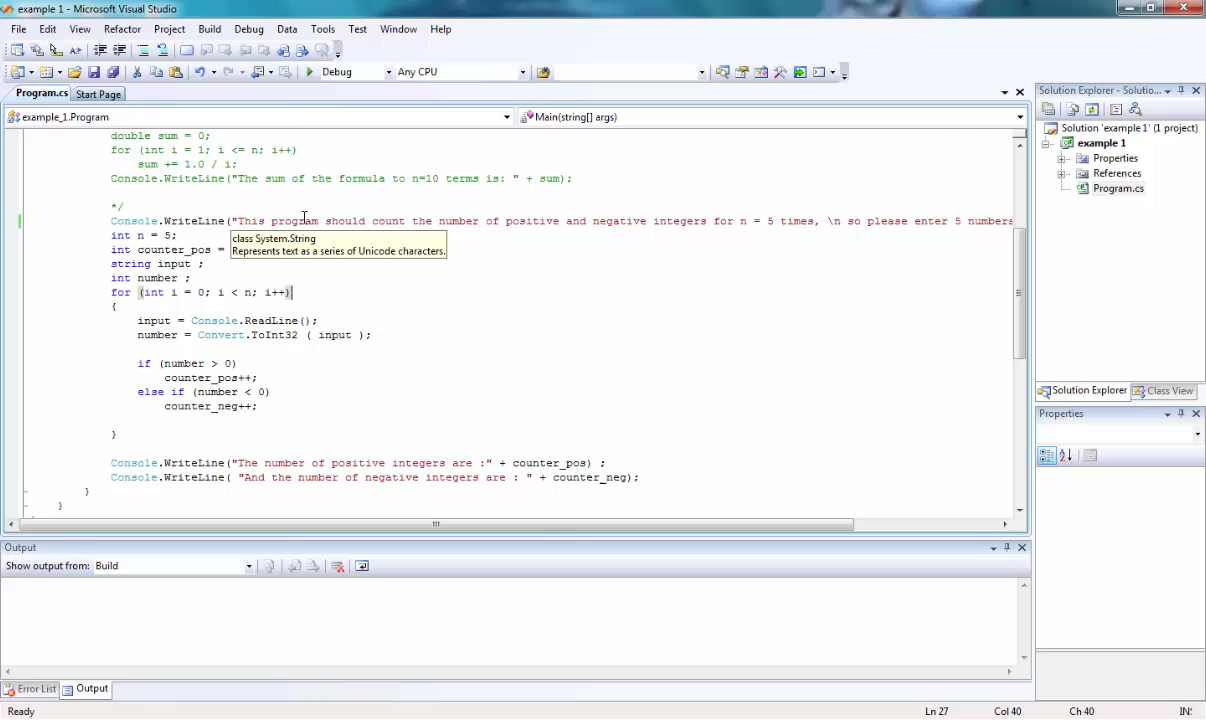 example 1 - Microsoft Visual Studio
File Edit View Refactor Project Build Debug Data Tools Test Window Help
Debug Any CPU
Program.cs Start Page
example_1.Program Main(string[] args)
double sum = 0;
for (int i = 1; i <= n; i++)
sum += 1.0 / i;
Console.WriteLine("The sum of the formula to n=10 terms is: " + sum);
*/
Console.WriteLine("This program should count the number of positive and negative integers for n = 5 times, \n so please enter 5 numbers
int n = 5;
class System.String
int counter_pos =
Represents text as a series of Unicode characters.
string input ;
int number ;
for (int i = 0; i < n; i++)
{
input = Console.ReadLine();
number = Convert.ToInt32 ( input );
if (number > 0)
counter_pos++;
else if (number < 0)
counter_neg++;
}
Console.WriteLine("The number of positive integers are :" + counter_pos) ;
Console.WriteLine( "And the number of negative integers are : " + counter_neg);
}
}
Solution Explorer - Solutio...
Solution 'example 1' (1 project)
example 1
Properties
References
Program.cs
Solution Explorer Class View
Properties
Output
Show output from: Build
Error List Output
Ready Ln 27 Col 40 Ch 40 IN: